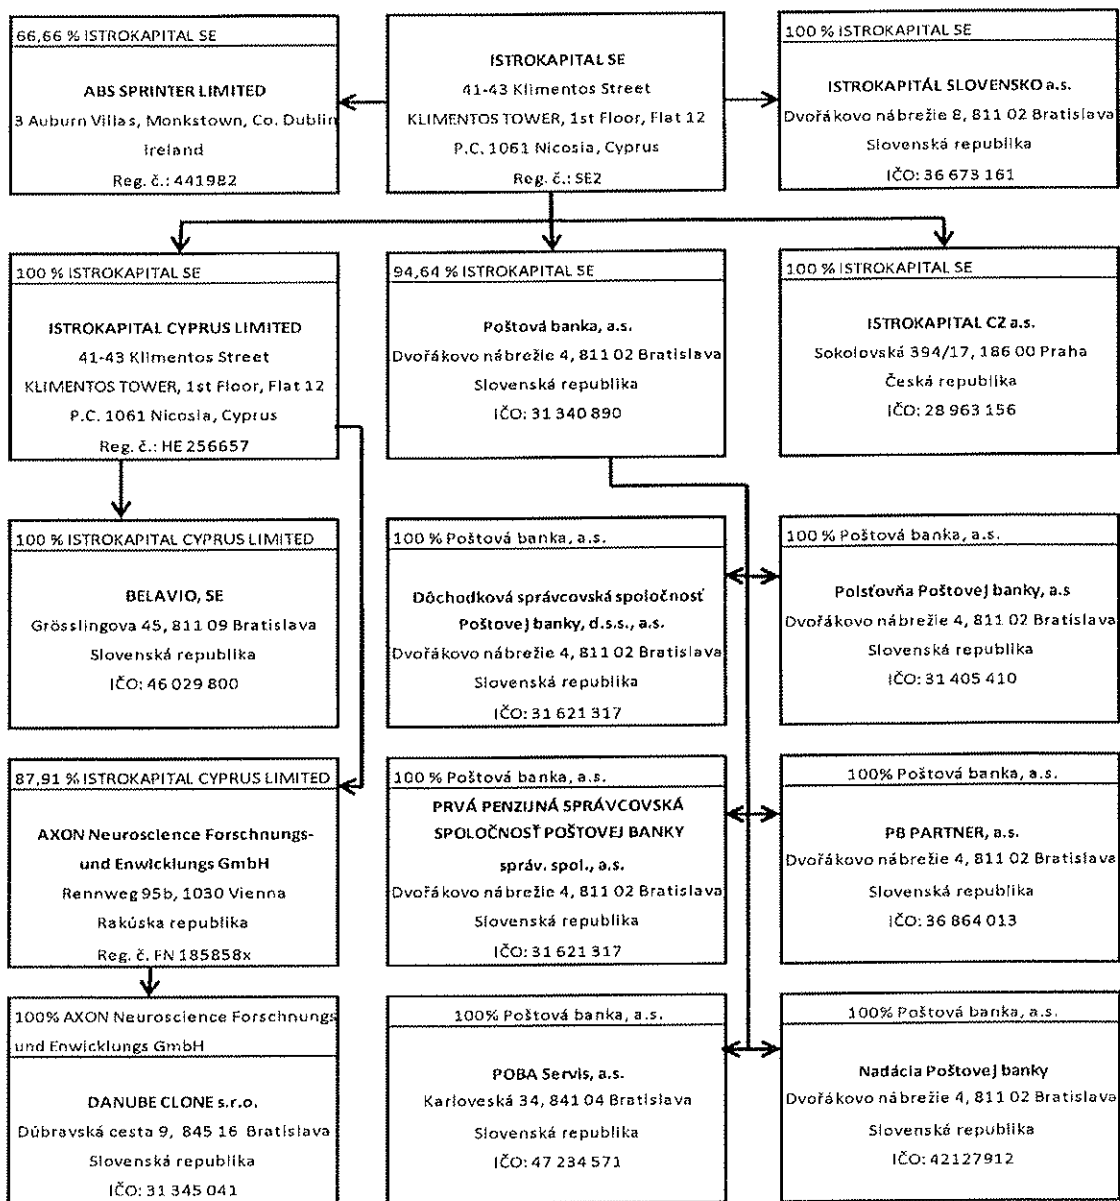 66,66 % ISTROKAPITAL SE
ABS SPRINTER LIMITED
3 Auburn Villas, Monkstown, Co. Dublin
Ireland
Reg. č.: 441982
ISTROKAPITAL SE
41-43 Klimentos Street
KLIMENTOS TOWER, 1st Floor, Flat 12
P.C. 1061 Nicosia, Cyprus
Reg. č.: SE2
100 % ISTROKAPITAL SE
ISTROKAPITÁL SLOVENSKO a.s.
Dvořákovo nábrežie 8, 811 02 Bratislava
Slovenská republika
IČO: 36 673 161
100 % ISTROKAPITAL SE
ISTROKAPITAL CYPRUS LIMITED
41-43 Klimentos Street
KLIMENTOS TOWER, 1st Floor, Flat 12
P.C. 1061 Nicosia, Cyprus
Reg. č.: HE 256657
94,64 % ISTROKAPITAL SE
Poštová banka, a.s.
Dvořákovo nábrežie 4, 811 02 Bratislava
Slovenská republika
IČO: 31 340 890
100 % ISTROKAPITAL SE
ISTROKAPITAL CZ a.s.
Sokolovská 394/17, 186 00 Praha
Česká republika
IČO: 28 963 156
100 % ISTROKAPITAL CYPRUS LIMITED
BELAVIO, SE
Grösslingova 45, 811 09 Bratislava
Slovenská republika
IČO: 46 029 800
100 % Poštová banka, a.s.
Dôchodková správcovská spoločnosť
Poštovej banky, d.s.s., a.s.
Dvořákovo nábrežie 4, 811 02 Bratislava
Slovenská republika
IČO: 31 621 317
100 % Poštová banka, a.s.
Poisťovňa Poštovej banky, a.s
Dvořákovo nábrežie 4, 811 02 Bratislava
Slovenská republika
IČO: 31 405 410
87,91 % ISTROKAPITAL CYPRUS LIMITED
AXON Neuroscience Forschnungs-
und Enwicklungs GmbH
Rennweg 95b, 1030 Vienna
Rakúska republika
Reg. č. FN 185858x
100 % Poštová banka, a.s.
PRVÁ PENZIJNÁ SPRÁVCOVSKÁ
SPOLOČNOSŤ POŠTOVEJ BANKY
správ. spol., a.s.
Dvořákovo nábrežie 4, 811 02 Bratislava
Slovenská republika
IČO: 31 621 317
100% Poštová banka, a.s.
PB PARTNER, a.s.
Dvořákovo nábrežie 4, 811 02 Bratislava
Slovenská republika
IČO: 36 864 013
100% AXON Neuroscience Forschnungs
und Enwicklungs GmbH
DANUBE CLONE s.r.o.
Dúbravská cesta 9, 845 16 Bratislava
Slovenská republika
IČO: 31 345 041
100% Poštová banka, a.s.
POBA Servis, a.s.
Karloveská 34, 841 04 Bratislava
Slovenská republika
IČO: 47 234 571
100% Poštová banka, a.s.
Nadácia Poštovej banky
Dvořákovo nábrežie 4, 811 02 Bratislava
Slovenská republika
IČO: 42127912